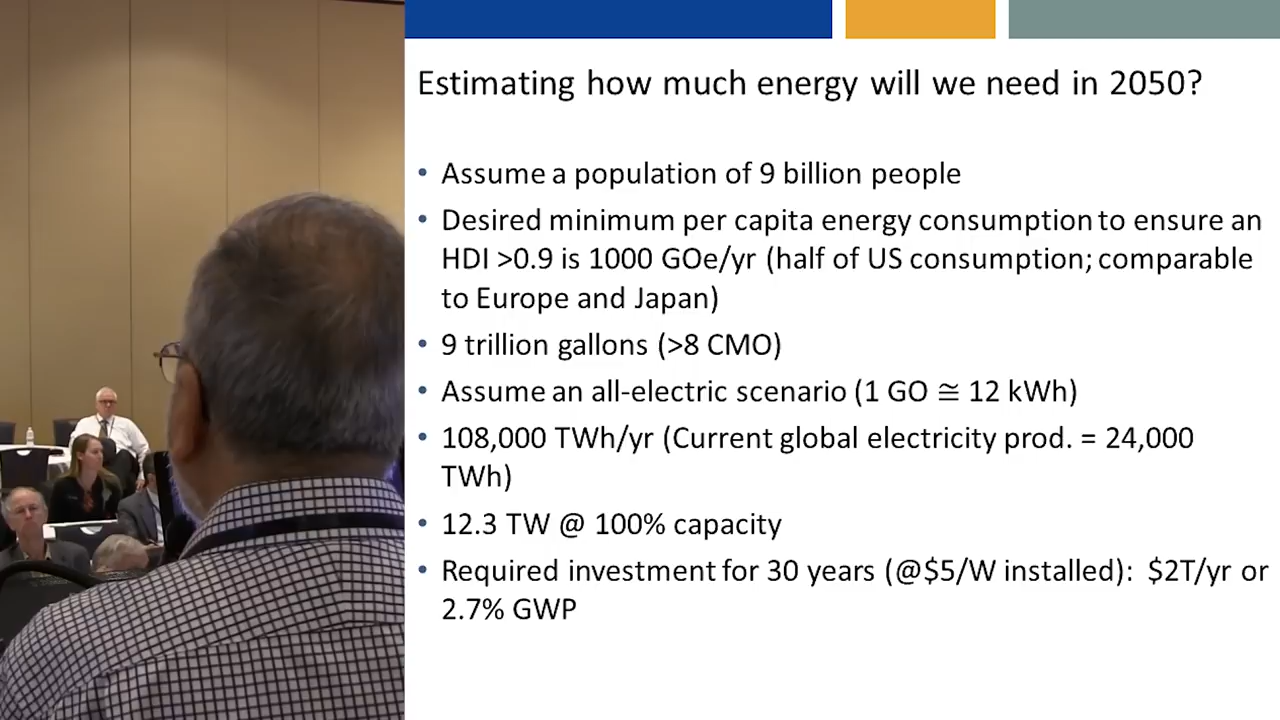 Estimating how much energy will we need in 2050?
• Assume a population of 9 billion people
• Desired minimum per capita energy consumption to ensure an
HDI >0.9 is 1000 GOe/yr (half of US consumption; comparable
to Europe and Japan)
• 9 trillion gallons (>8 CMO)
• Assume an all-electric scenario (1 GO ≅ 12 kWh)
• 108,000 TWh/yr (Current global electricity prod. = 24,000
TWh)
• 12.3 TW @ 100% capacity
• Required investment for 30 years (@$5/W installed): $2T/yr or
2.7% GWP